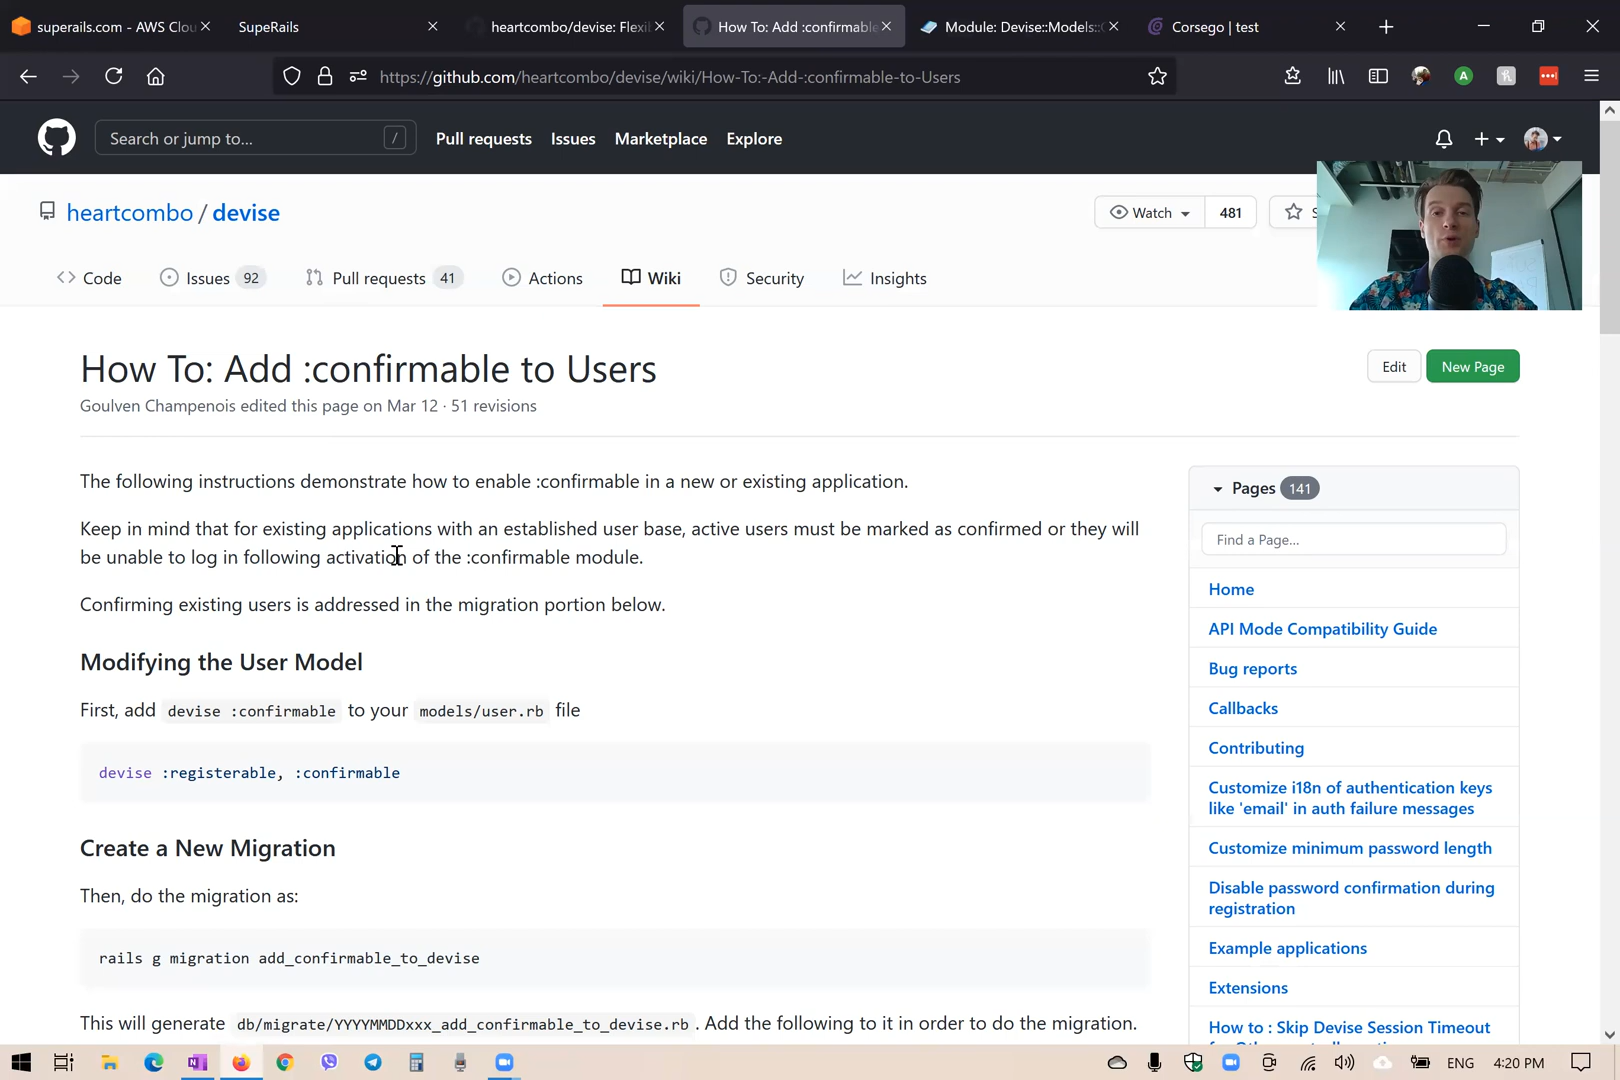 superails.com - AWS Clou
SupeRails
heartcombo/devise: Flexi
How To: Add :confirmable
Module: Devise::Models::
Corsego | test
https://github.com/heartcombo/devise/wiki/How-To:-Add-:confirmable-to-Users
Search or jump to...
/
Pull requests
Issues
Marketplace
Explore
heartcombo / devise
Watch
481
Code
Issues 92
Pull requests 41
Actions
Wiki
Security
Insights
How To: Add :confirmable to Users
Edit
New Page
Goulven Champenois edited this page on Mar 12 · 51 revisions
The following instructions demonstrate how to enable :confirmable in a new or existing application.
Keep in mind that for existing applications with an established user base, active users must be marked as confirmed or they will
be unable to log in following activation of the :confirmable module.
Confirming existing users is addressed in the migration portion below.
Modifying the User Model
First, add devise :confirmable to your models/user.rb file
devise :registerable, :confirmable
Create a New Migration
Then, do the migration as:
rails g migration add_confirmable_to_devise
This will generate db/migrate/YYYYMMDDxxx_add_confirmable_to_devise.rb . Add the following to it in order to do the migration.
Pages 141
Find a Page...
Home
API Mode Compatibility Guide
Bug reports
Callbacks
Contributing
Customize i18n of authentication keys
like 'email' in auth failure messages
Customize minimum password length
Disable password confirmation during
registration
Example applications
Extensions
How to : Skip Devise Session Timeout
ENG
4:20 PM